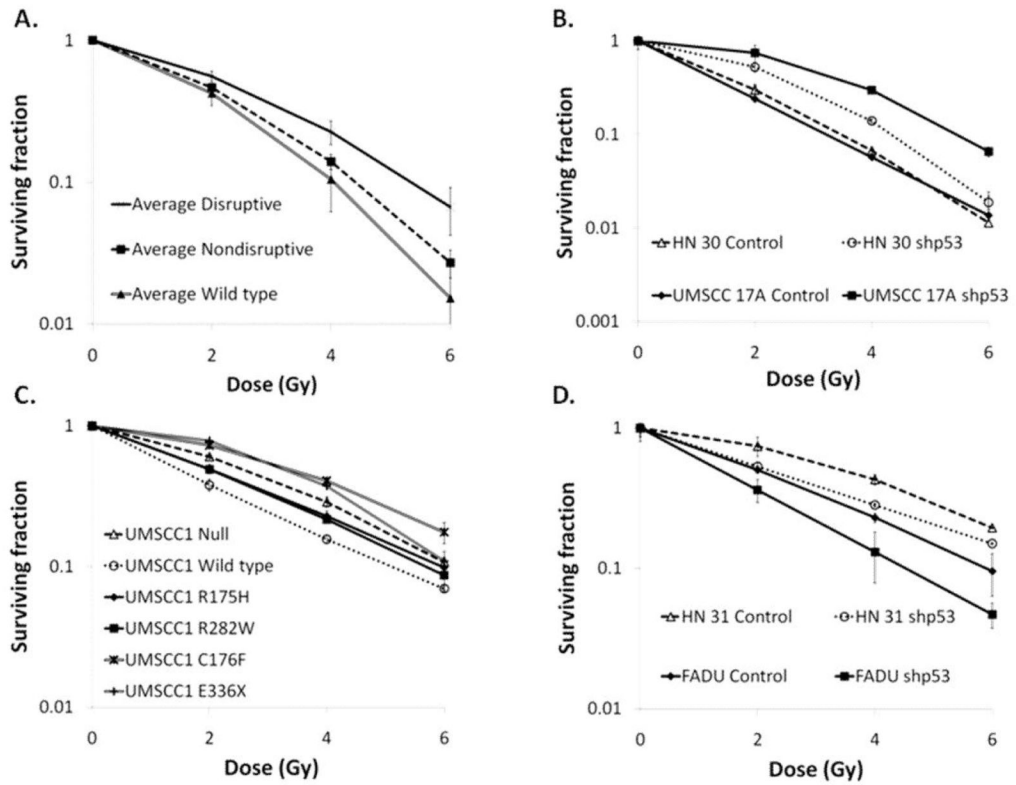 A.
Surviving fraction
1
0.1
0.01
Average Disruptive
Average Nondisruptive
Average Wild type
0 2 4 6
Dose (Gy)
B.
Surviving fraction
1
0.1
0.01
0.001
HN 30 Control HN 30 shp53
UMSCC 17A Control UMSCC 17A shp53
0 2 4 6
Dose (Gy)
C.
Surviving fraction
1
0.1
0.01
UMSCC1 Null
UMSCC1 Wild type
UMSCC1 R175H
UMSCC1 R282W
UMSCC1 C176F
UMSCC1 E336X
0 2 4 6
Dose (Gy)
D.
Surviving fraction
1
0.1
0.01
HN 31 Control HN 31 shp53
FADU Control FADU shp53
0 2 4 6
Dose (Gy)